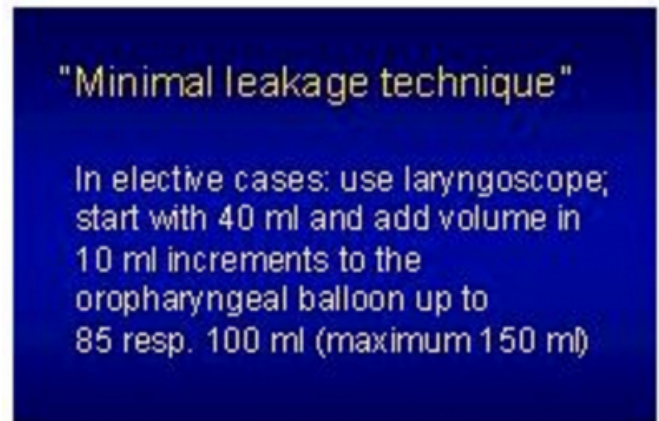 "Minimal leakage technique"
In elective cases: use laryngoscope;
start with 40 ml and add volume in
10 ml increments to the
oropharyngeal balloon up to
85 resp. 100 ml (maximum 150 ml)